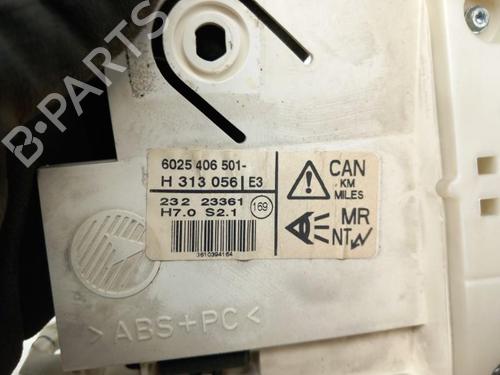 6025 406 501-
H 313 056 E3
232 23361
H7.0 S2.1
169
3610394164
CAN
KM
MILES
MR
NT
>ABS+PC<